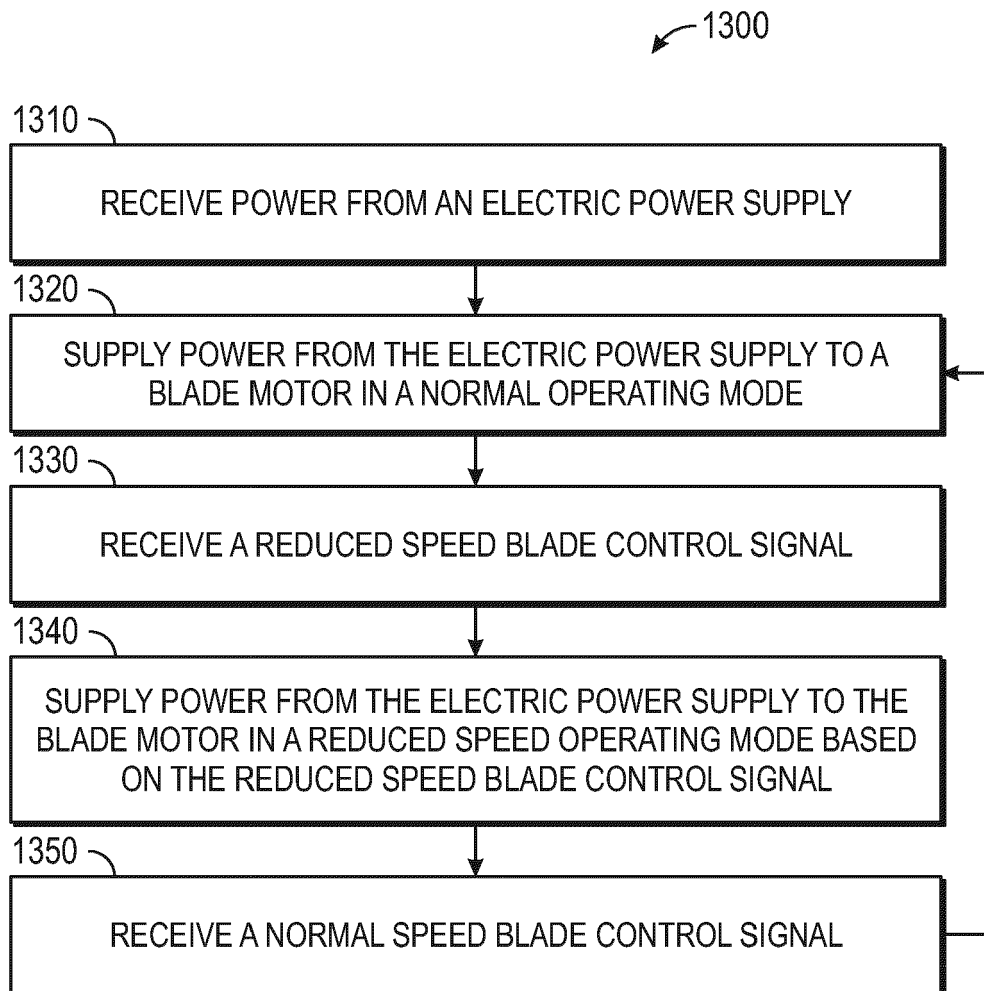 1300
1310
RECEIVE POWER FROM AN ELECTRIC POWER SUPPLY
1320
SUPPLY POWER FROM THE ELECTRIC POWER SUPPLY TO A
BLADE MOTOR IN A NORMAL OPERATING MODE
1330
RECEIVE A REDUCED SPEED BLADE CONTROL SIGNAL
1340
SUPPLY POWER FROM THE ELECTRIC POWER SUPPLY TO THE
BLADE MOTOR IN A REDUCED SPEED OPERATING MODE BASED
ON THE REDUCED SPEED BLADE CONTROL SIGNAL
1350
RECEIVE A NORMAL SPEED BLADE CONTROL SIGNAL